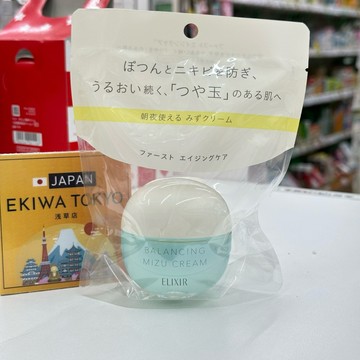 ぽつんとニキビを防ぎ、
うるおい続く、「つや玉」のある肌へ
朝夜使える みずクリーム
ファースト エイジングケア
JAPAN
EKIWA TOKYO
浅草店
BALANCING
MIZU CREAM
ELIXIR